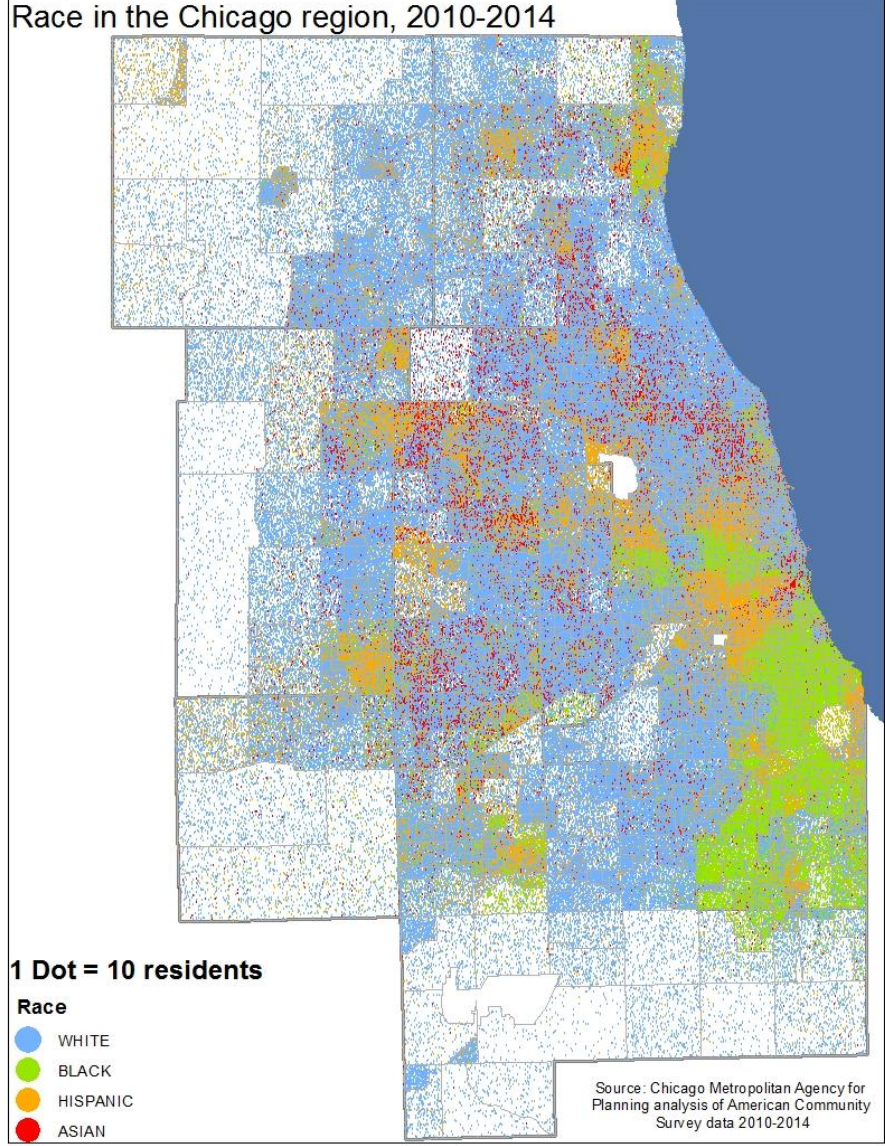 Race in the Chicago region, 2010-2014
1 Dot = 10 residents
Race
WHITE
BLACK
HISPANIC
ASIAN
Source: Chicago Metropolitan Agency for
Planning analysis of American Community
Survey data 2010-2014